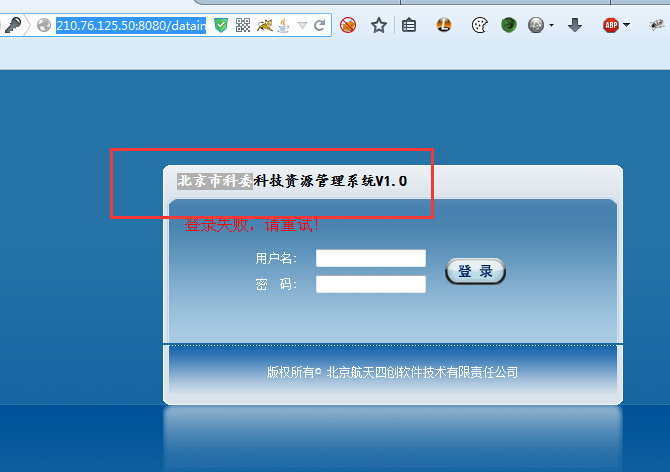 210.76.125.50:8080/datain
ABP
北京市科委科技资源管理系统V1.0
登录失败，请重试！
用户名：
登 录
密 码：
版权所有© 北京航天四创软件技术有限责任公司